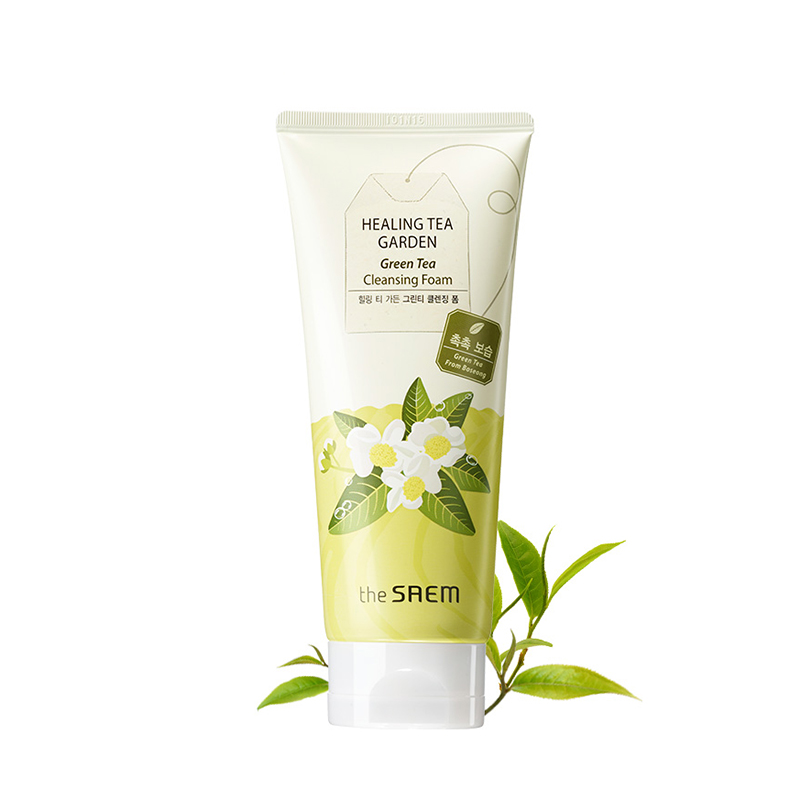 HEALING TEA
GARDEN
Green Tea
Cleansing Foam
힐링 티 가든 그린티 클렌징 폼
촉촉 보습
Green Tea
From Boseong
the SAEM